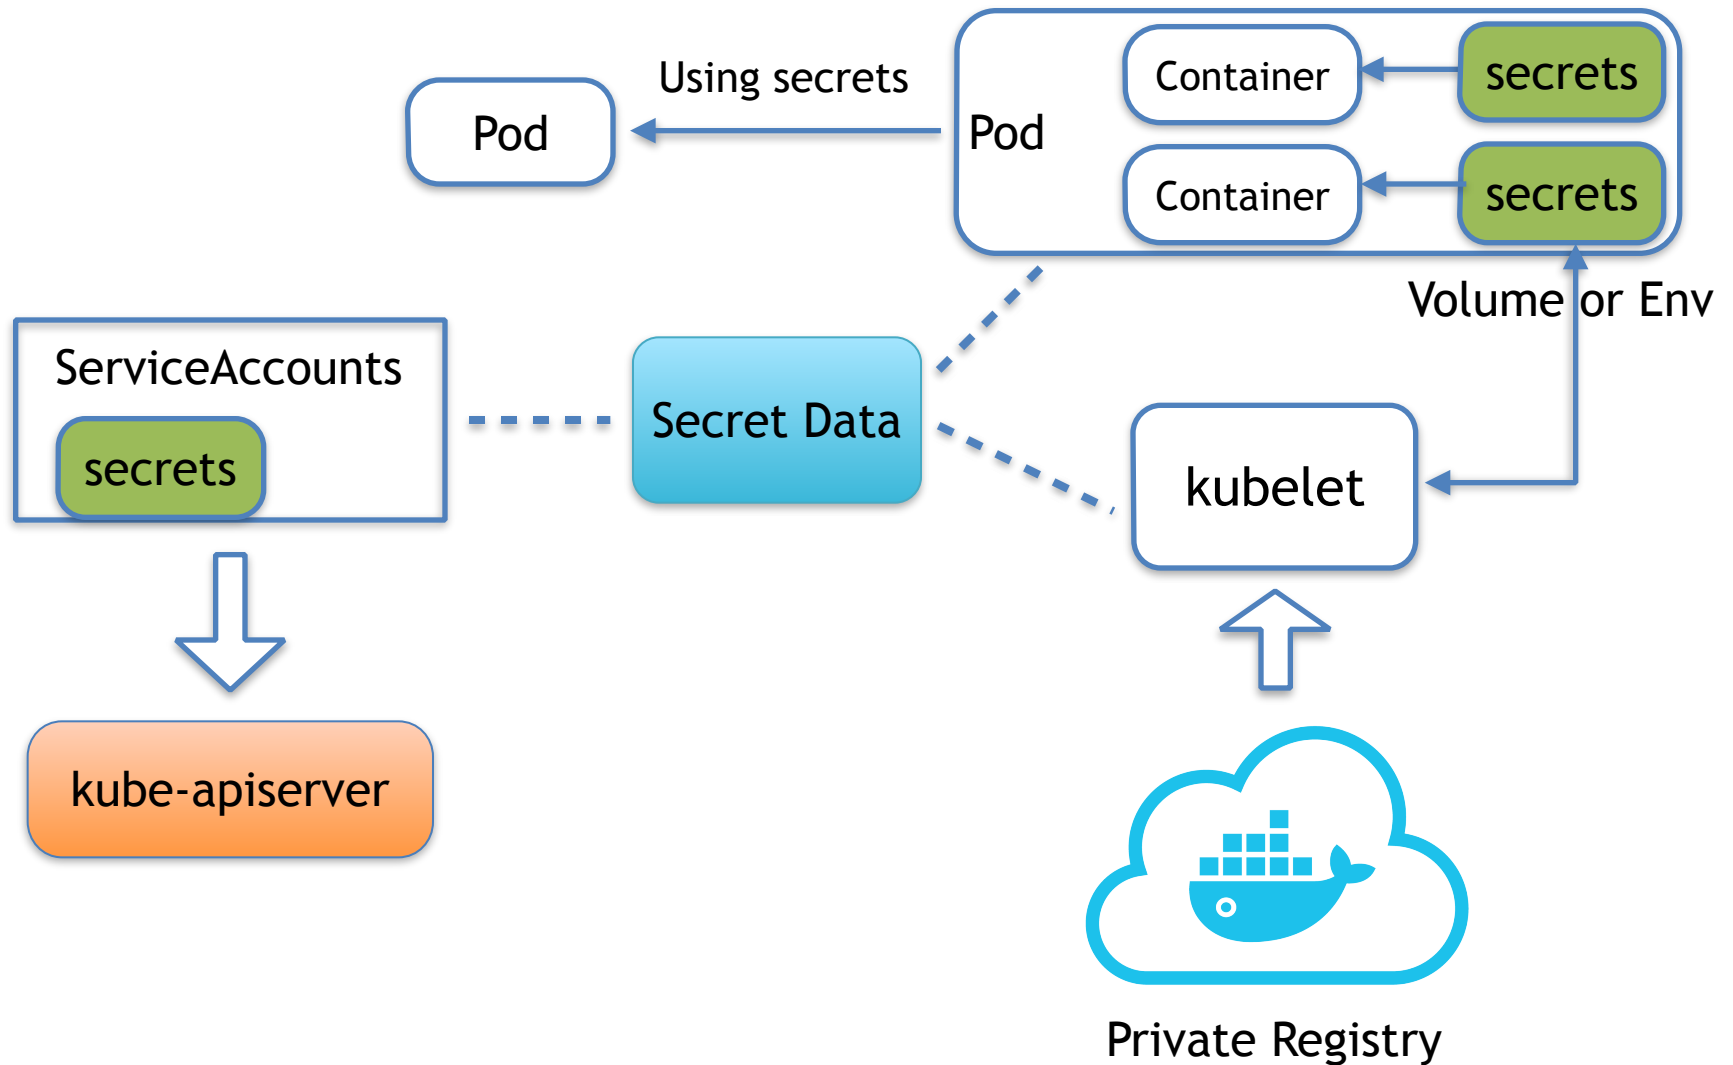 Using secrets
Pod
Pod
Container
secrets
Container
secrets
Volume or Env
ServiceAccounts
secrets
Secret Data
kubelet
kube-apiserver
Private Registry